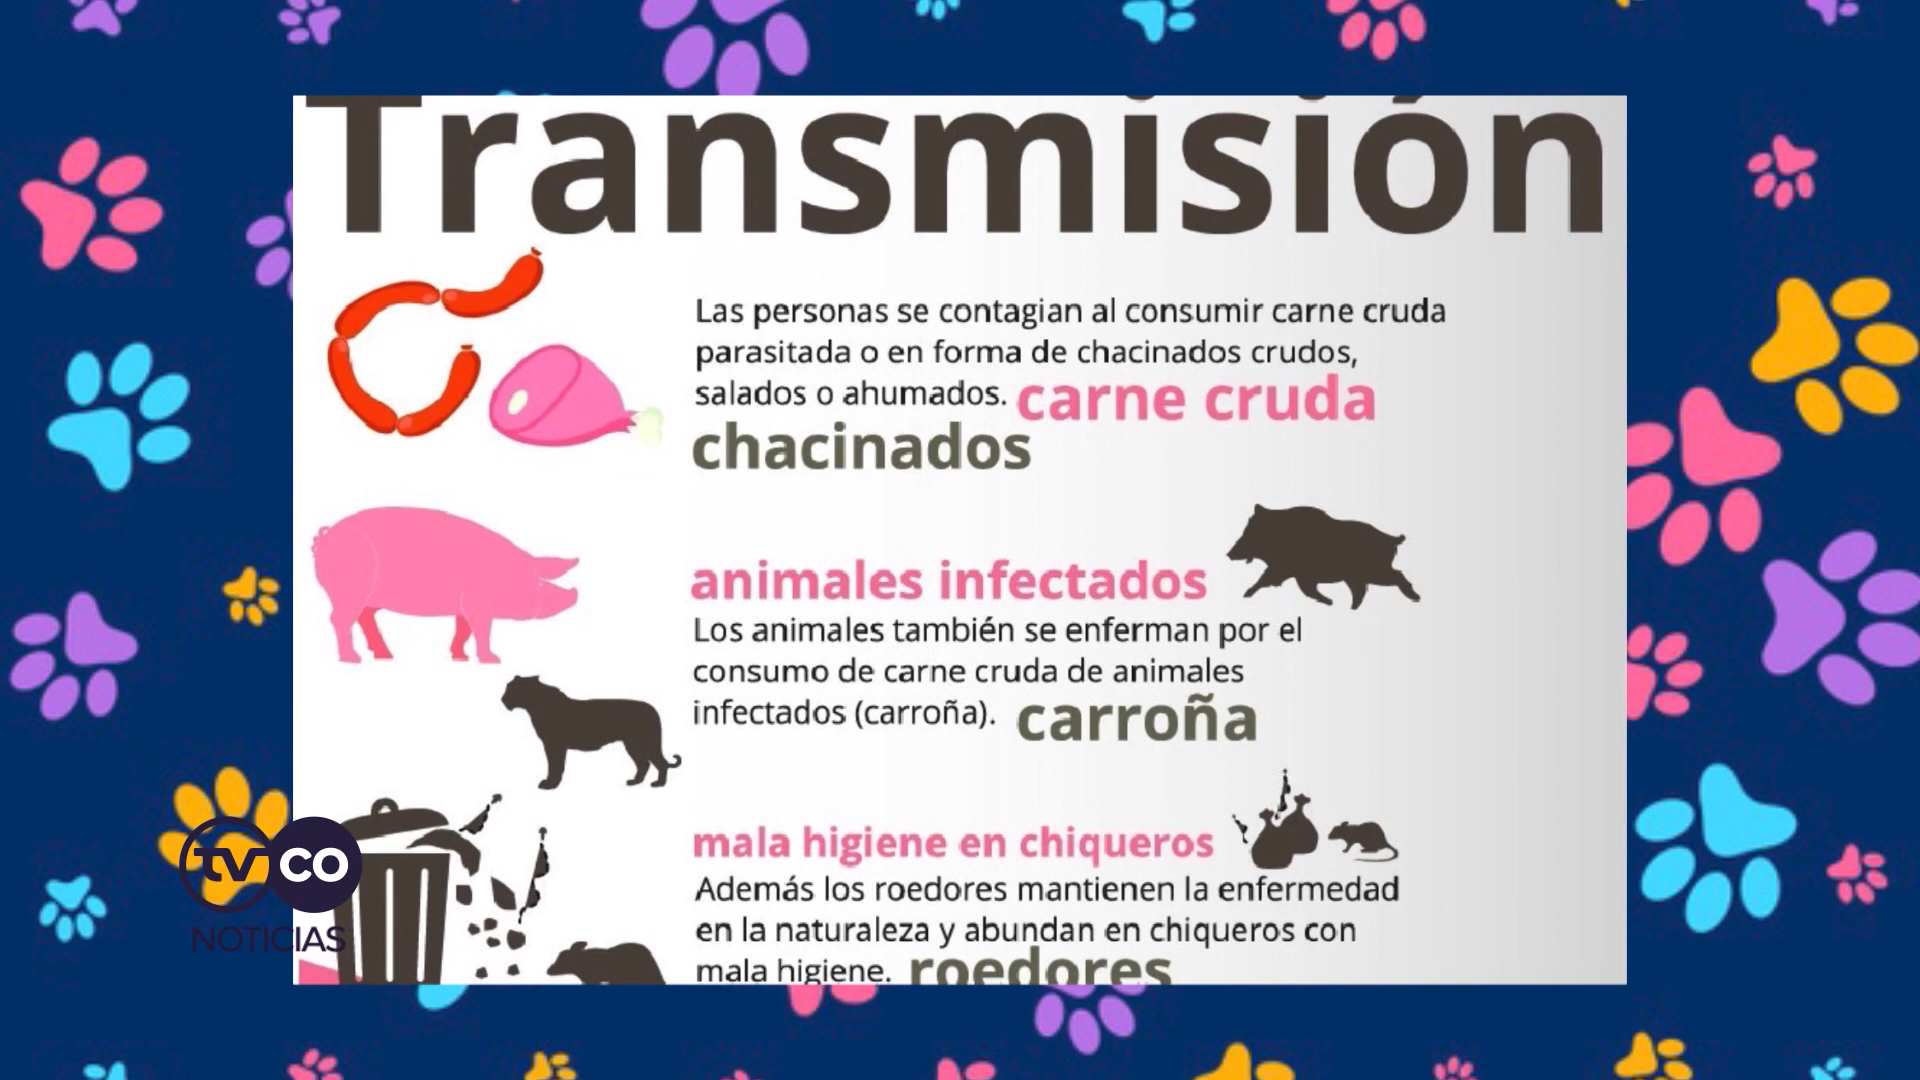 Transmisión
Las personas se contagian al consumir carne cruda
parasitada o en forma de chacinados crudos,
salados o ahumados. carne cruda
chacinados
animales infectados
Los animales también se enferman por el
consumo de carne cruda de animales
infectados (carroña). carroña
mala higiene en chiqueros
Además los roedores mantienen la enfermedad
en la naturaleza y abundan en chiqueros con
mala higiene. roedores
tvco
NOTICIAS